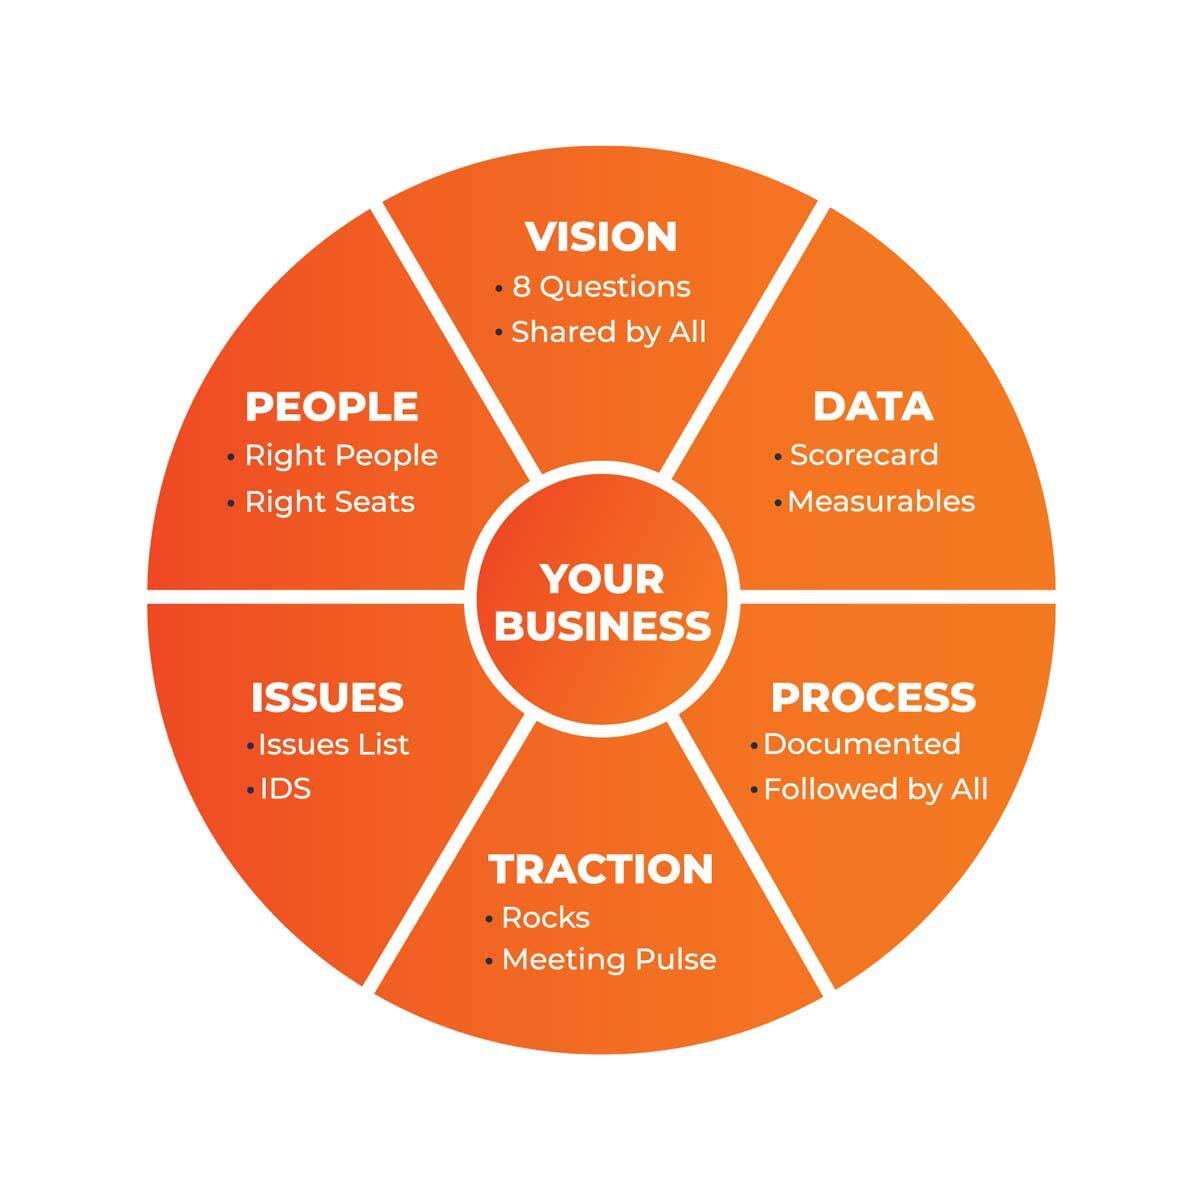 VISION
• 8 Questions
• Shared by All
DATA
• Scorecard
• Measurables
PROCESS
• Documented
• Followed by All
TRACTION
• Rocks
• Meeting Pulse
ISSUES
• Issues List
• IDS
PEOPLE
• Right People
• Right Seats
YOUR
BUSINESS